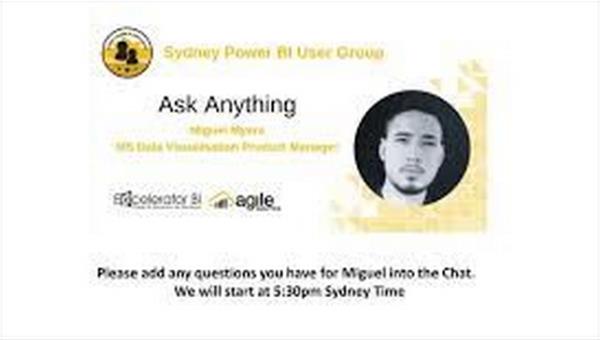 Sydney Power BI User Group
Ask Anything
Miguel Myers
MS Data Visualisation Product Manager
Excelerator BI
agile
Please add any questions you have for Miguel into the Chat.
We will start at 5:30pm Sydney Time